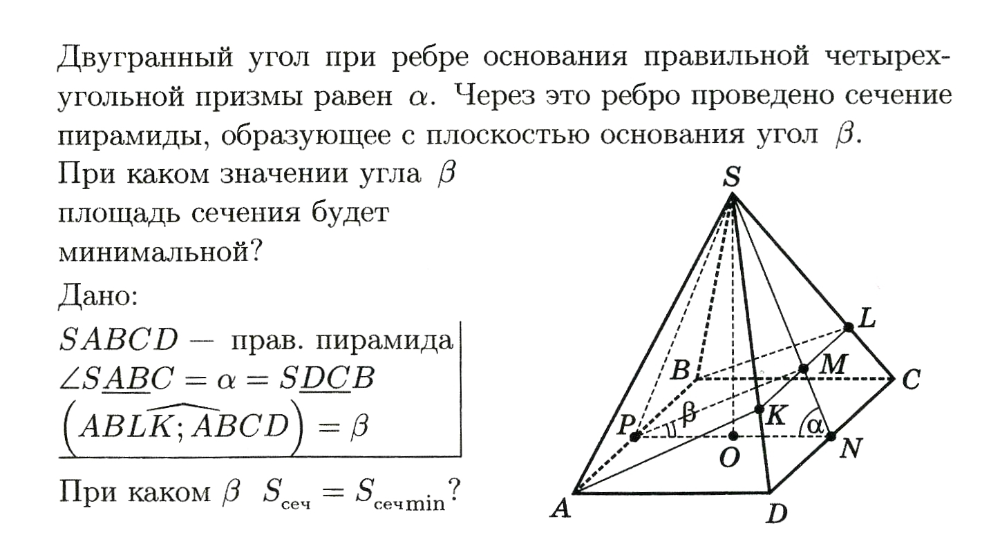 Двугранный угол при ребре основания правильной четырех-
угольной призмы равен α. Через это ребро проведено сечение
пирамиды, образующее с плоскостью основания угол β.
При каком значении угла β
площадь сечения будет
минимальной?
Дано:
SABCD — прав. пирамида
∠SABC = α = SDCB
(ABLK; ABCD) = β
При каком β Sсеч = Sсеч min?
S
L
B
M
C
P
β
K
α
O
N
A
D